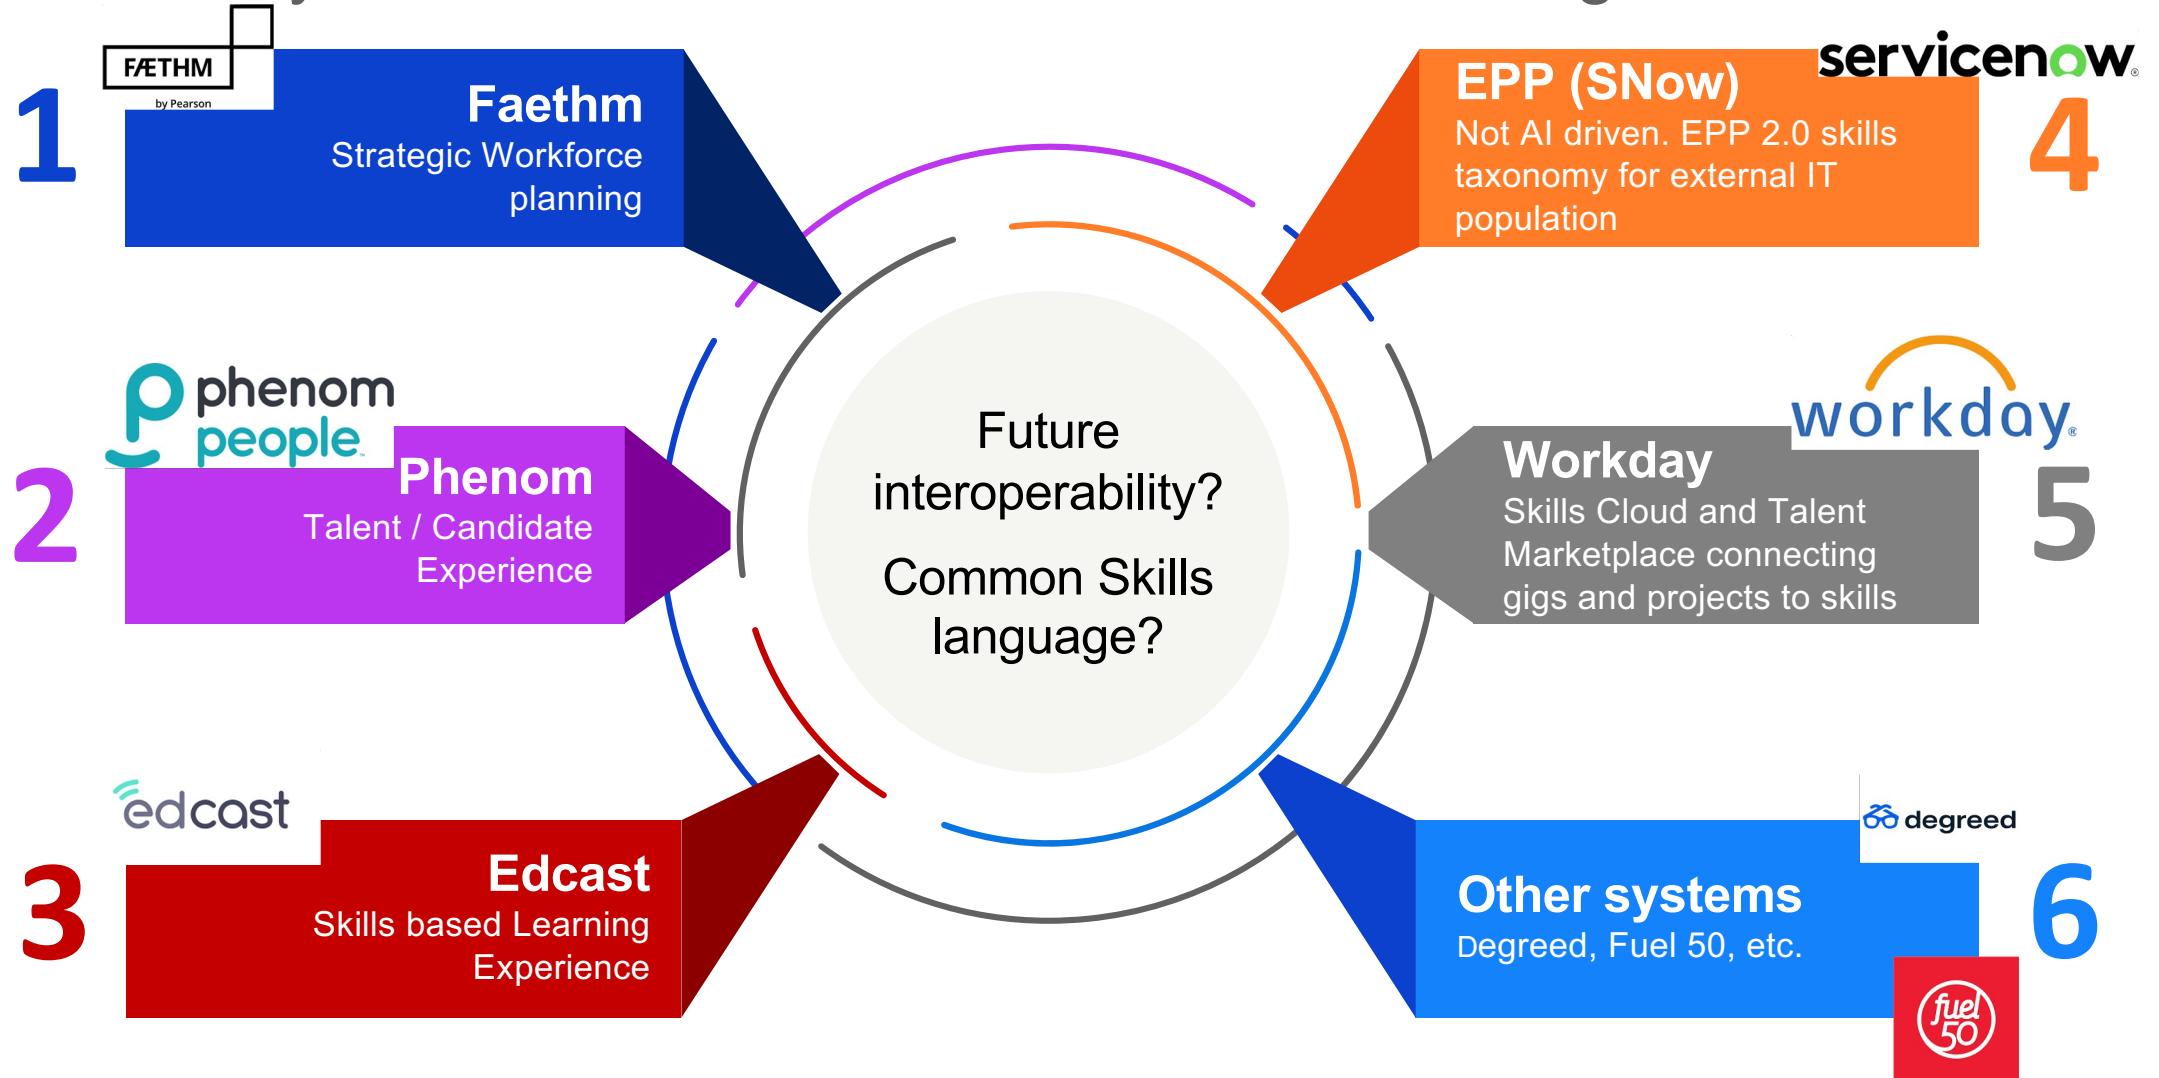 1
FÆTHM
by Pearson
Faethm
Strategic Workforce
planning
2
phenom
people
Phenom
Talent / Candidate
Experience
3
edcast
Edcast
Skills based Learning
Experience
Future
interoperability?
Common Skills
language?
servicenow®
EPP (SNow)
Not AI driven. EPP 2.0 skills
taxonomy for external IT
population
4
workday®
Workday
Skills Cloud and Talent
Marketplace connecting
gigs and projects to skills
5
degreed
Other systems
Degreed, Fuel 50, etc.
6
fuel
50